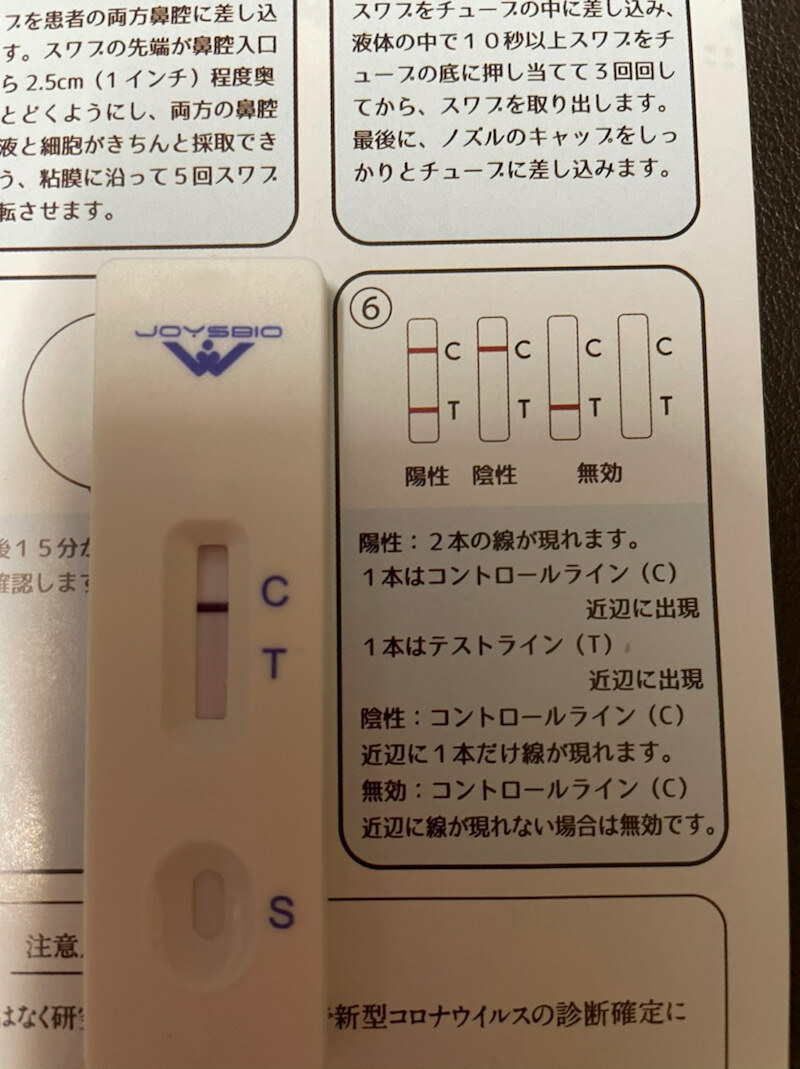 プを患者の両方鼻腔に差し込
す。スワブの先端が鼻腔入口
ら2.5cm（1インチ）程度奥
とどくようにし、両方の鼻腔
液と細胞がきちんと採取でき
う、粘膜に沿って５回スワブ
転させます。
スワブをチューブの中に差し込み、
液体の中で１０秒以上スワブをチ
ューブの底に押し当てて３回回し
てから、スワブを取り出します。
最後に、ノズルのキャップをしっ
かりとチューブに差し込みます。
後１５分か
確認します
JOYSBIO
C
T
S
⑥
C C C C
T T T T
陽性 陰性 無効
陽性：２本の線が現れます。
１本はコントロールライン（C）
近辺に出現
１本はテストライン（T）
近辺に出現
陰性：コントロールライン（C）
近辺に１本だけ線が現れます。
無効：コントロールライン（C）
近辺に線が現れない場合は無効です。
注意
はなく研 新型コロナウイルスの診断確定に